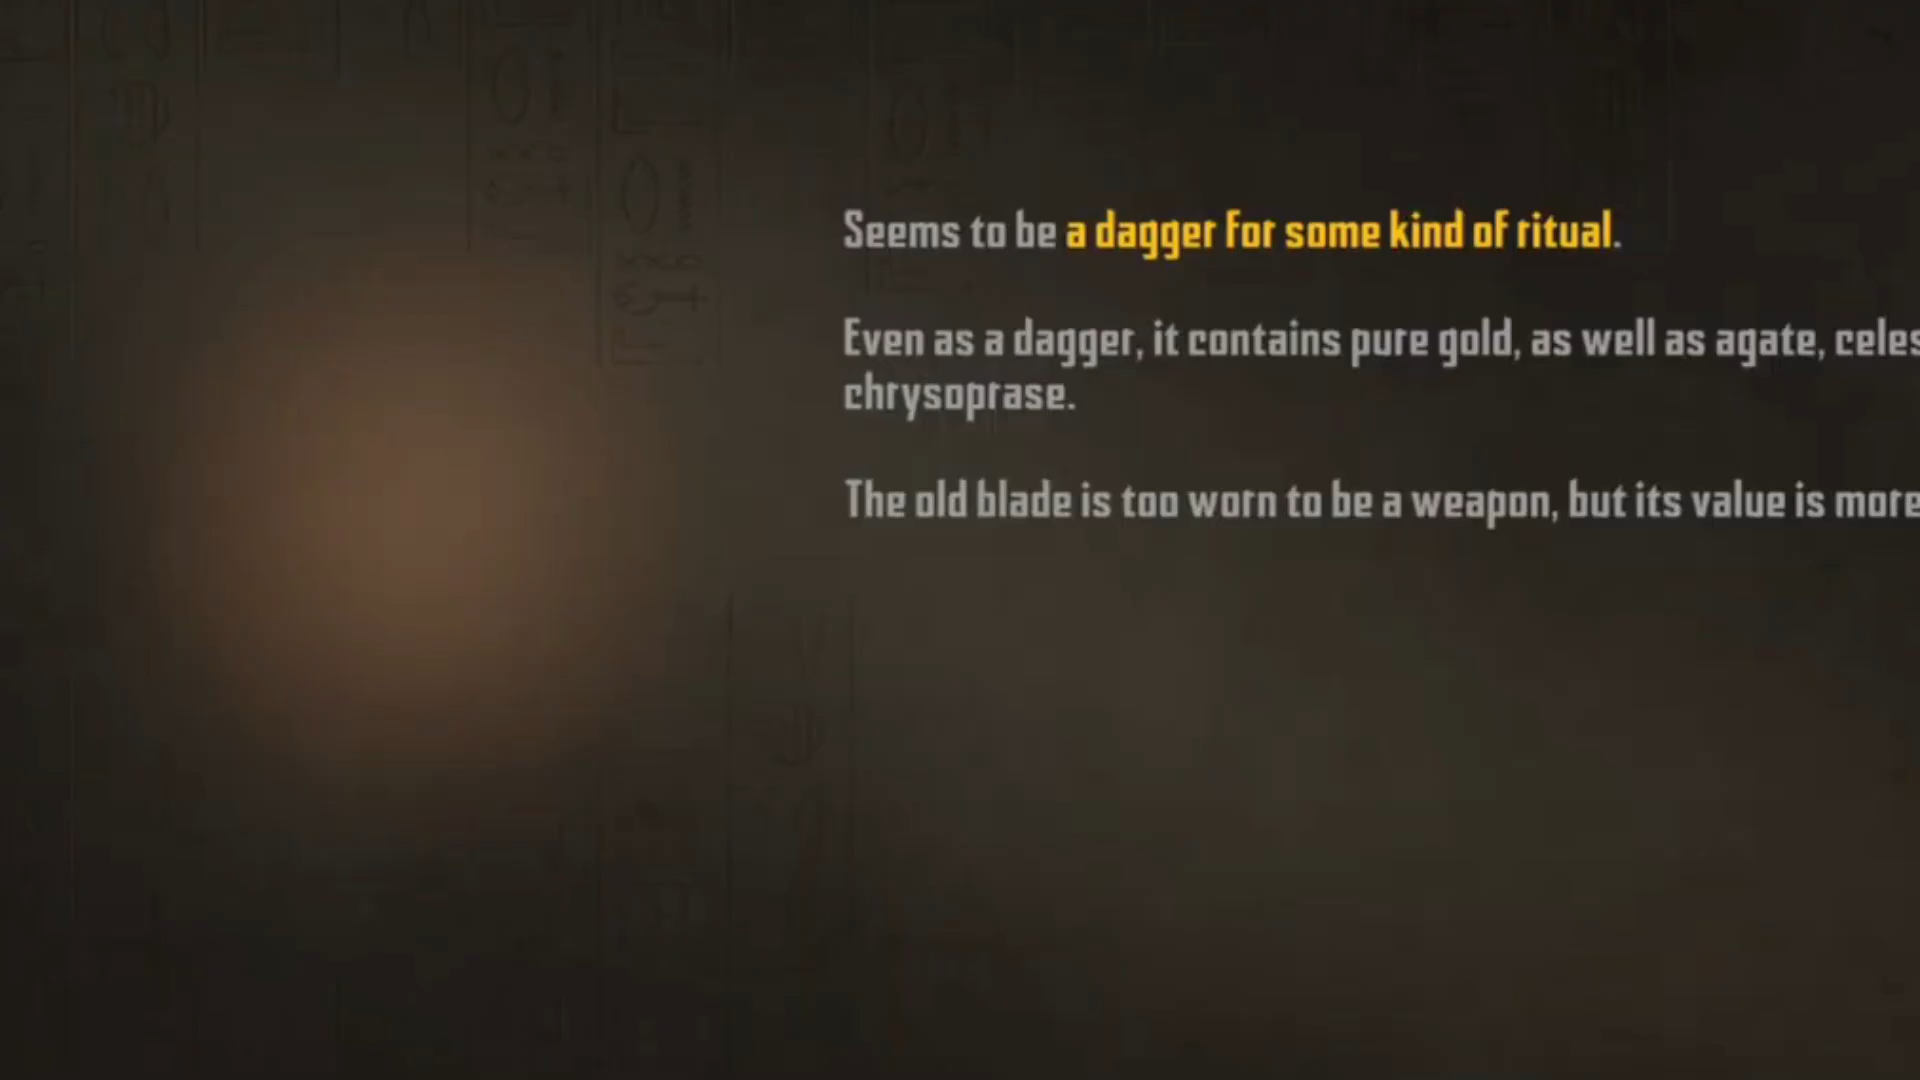 Seems to be a dagger for some kind of ritual.
Even as a dagger, it contains pure gold, as well as agate,
chrysoprase.
The old blade is too worn to be a weapon, but its value is more